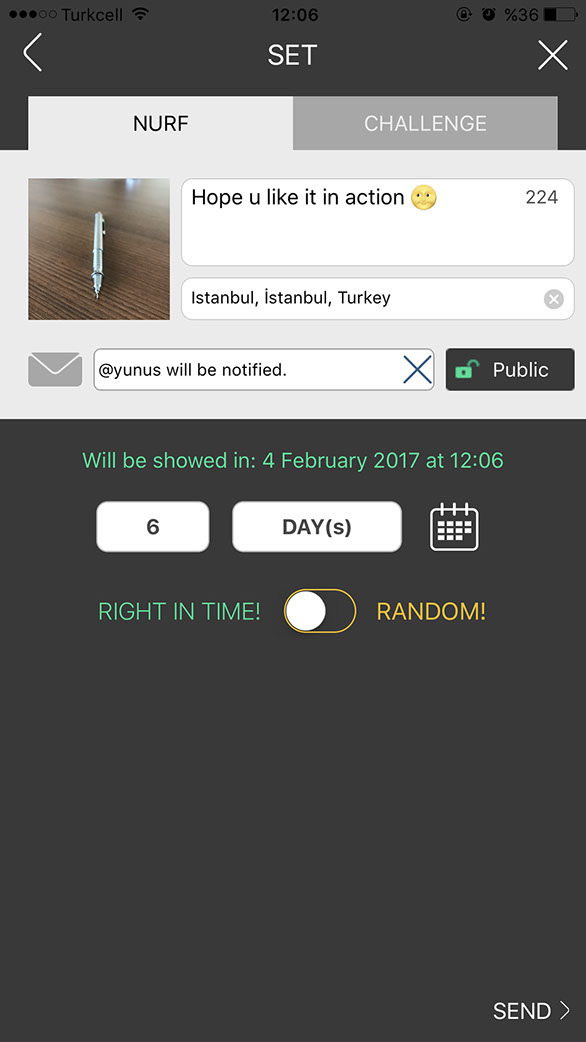 Turkcell 12:06 %36
SET
NURF CHALLENGE
Hope u like it in action 🌝 224
Istanbul, İstanbul, Turkey
@yunus will be notified. Public
Will be showed in: 4 February 2017 at 12:06
6 DAY(s)
RIGHT IN TIME! RANDOM!
SEND